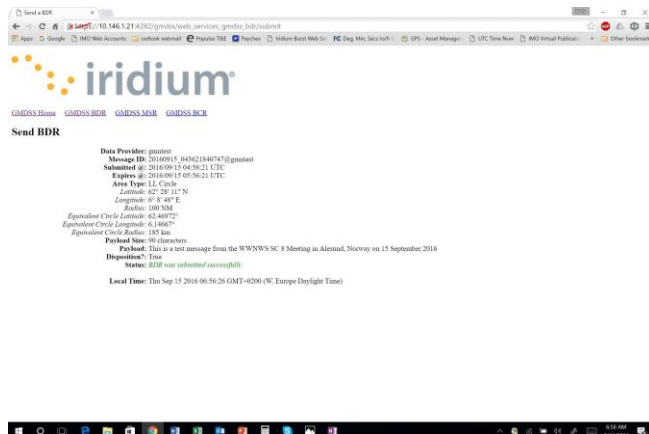 Send a BDR
10.146.1.21:4282/gmdss/web_services_gmdss_bdr/submit
Apps G Google IMO Web Accounts outlook webmail Populus T&E Paychex Iridium Burst Web Ser Deg, Min, Secs to/fr GPS - Asset Manage UTC Time Now IMO Virtual Publicati » Other bookmark
iridium
GMDSS Home GMDSS BDR GMDSS MSR GMDSS BCR
Send BDR
Data Provider: gmntest
Message ID: 20160915_045621840747@gmntest
Submitted @: 2016/09/15 04:56:21 UTC
Expires @: 2016/09/15 05:56:21 UTC
Area Type: LL Circle
Latitude: 62° 28' 11" N
Longitude: 6° 8' 48" E
Radius: 100 NM
Equivalent Circle Latitude: 62.46972°
Equivalent Circle Longitude: 6.14667°
Equivalent Circle Radius: 185 km
Payload Size: 90 characters
Payload: This is a test message from the WWNWS SC 8 Meeting in Alesund, Norway on 15 September 2016
Disposition?: True
Status: BDR was submitted successfully
Local Time: Thu Sep 15 2016 06:56:26 GMT+0200 (W. Europe Daylight Time)
6:56 AM